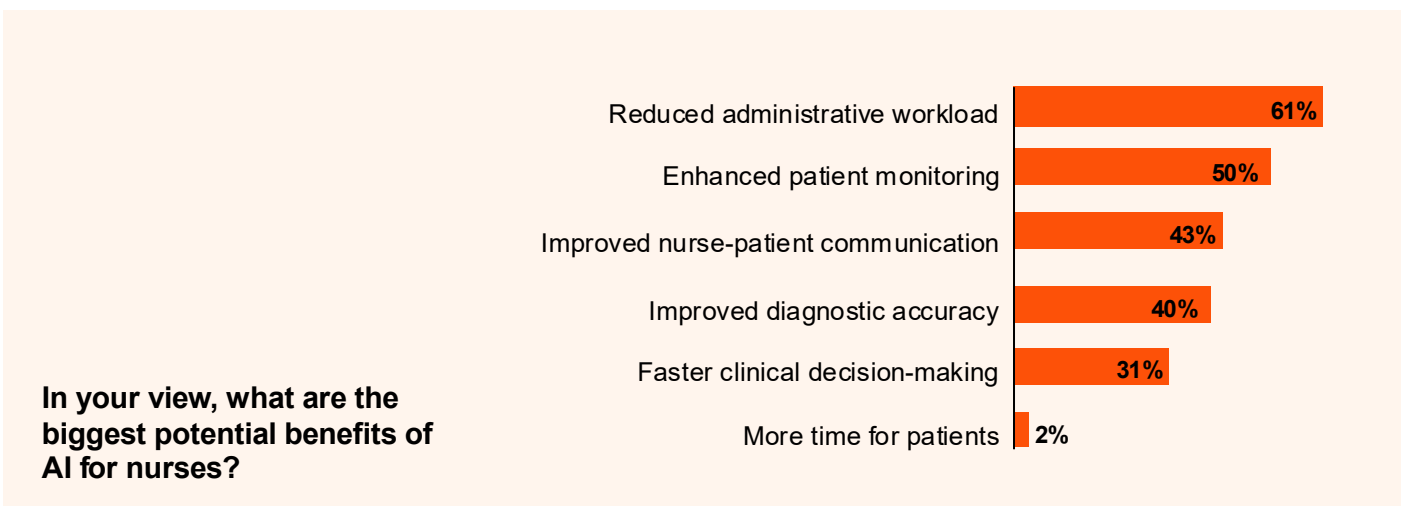 Reduced administrative workload 61%
Enhanced patient monitoring 50%
Improved nurse-patient communication 43%
Improved diagnostic accuracy 40%
Faster clinical decision-making 31%
More time for patients 2%
In your view, what are the
biggest potential benefits of
AI for nurses?